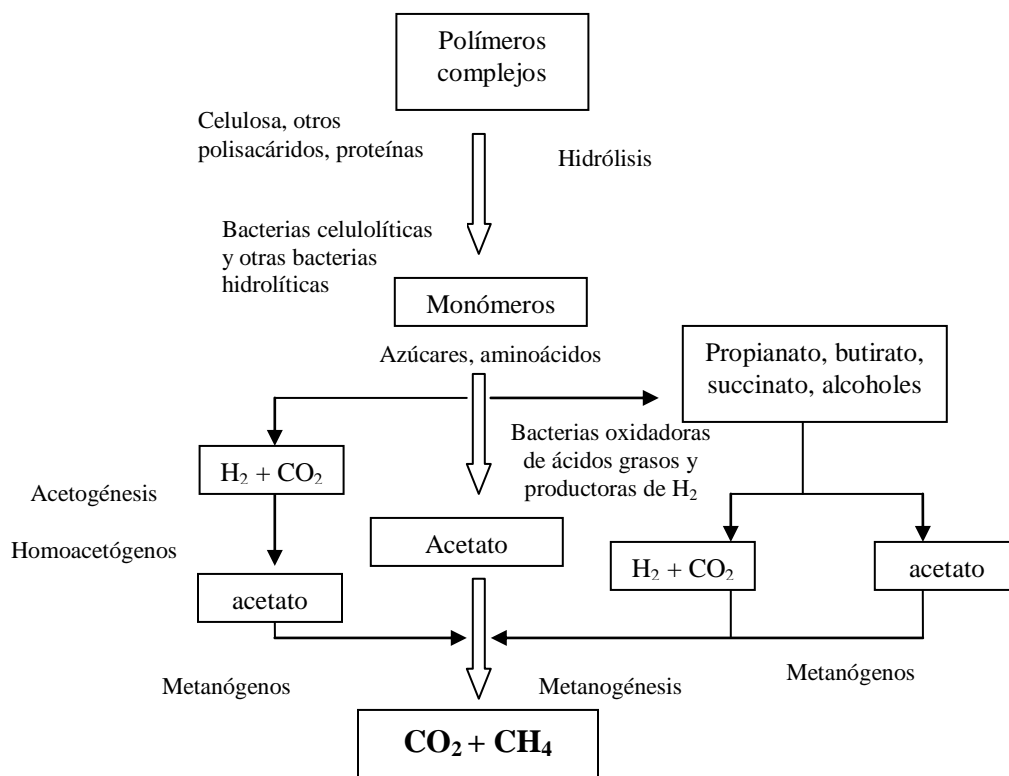 Polímeros
complejos
Celulosa, otros
polisacáridos, proteínas
Hidrólisis
Bacterias celulolíticas
y otras bacterias
hidrolíticas
Monómeros
Azúcares, aminoácidos
Propianato, butirato,
succinato, alcoholes
Bacterias oxidadoras
de ácidos grasos y
productoras de H₂
H₂ + CO₂
Acetogénesis
Homoacetógenos
Acetato
H₂ + CO₂
acetato
acetato
Metanógenos
Metanogénesis
Metanógenos
CO₂ + CH₄